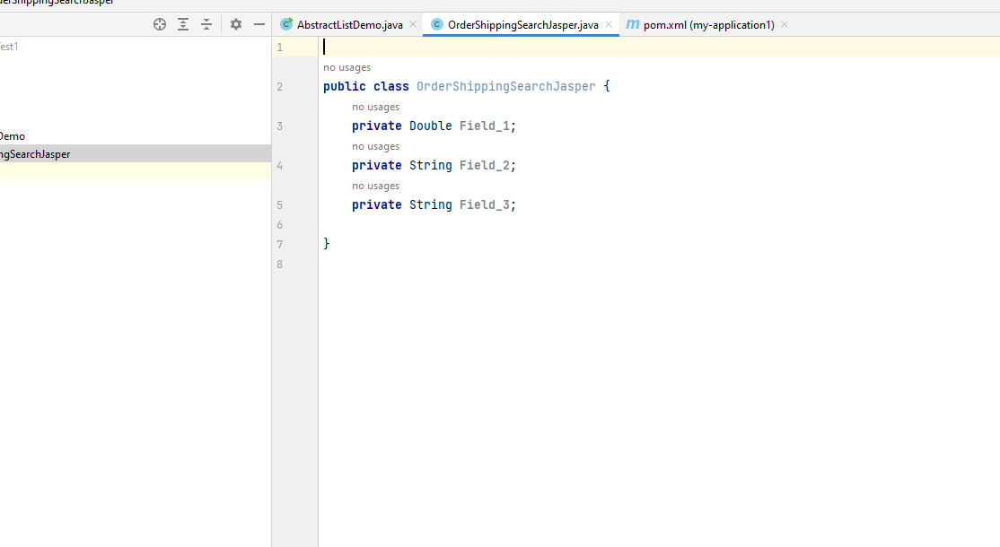 derShippingSearchJasper
AbstractListDemo.java
OrderShippingSearchJasper.java
pom.xml (my-application1)
Test1
Demo
ngSearchJasper
1
no usages
2 public class OrderShippingSearchJasper {
no usages
3 private Double Field_1;
no usages
4 private String Field_2;
no usages
5 private String Field_3;
6
7 }
8